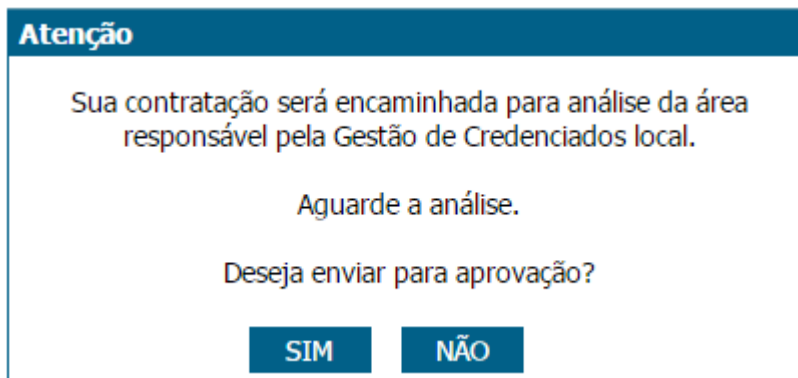 Atenção
Sua contratação será encaminhada para análise da área
responsável pela Gestão de Credenciados local.
Aguarde a análise.
Deseja enviar para aprovação?
SIM NÃO